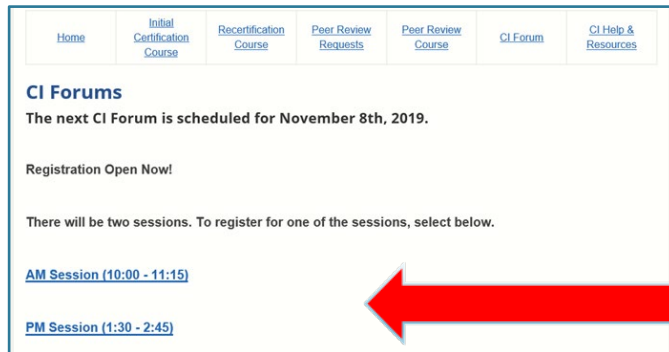 Home
Initial
Certification
Course
Recertification
Course
Peer Review
Requests
Peer Review
Course
CI Forum
CI Help &
Resources
CI Forums
The next CI Forum is scheduled for November 8th, 2019.
Registration Open Now!
There will be two sessions. To register for one of the sessions, select below.
AM Session (10:00 - 11:15)
PM Session (1:30 - 2:45)